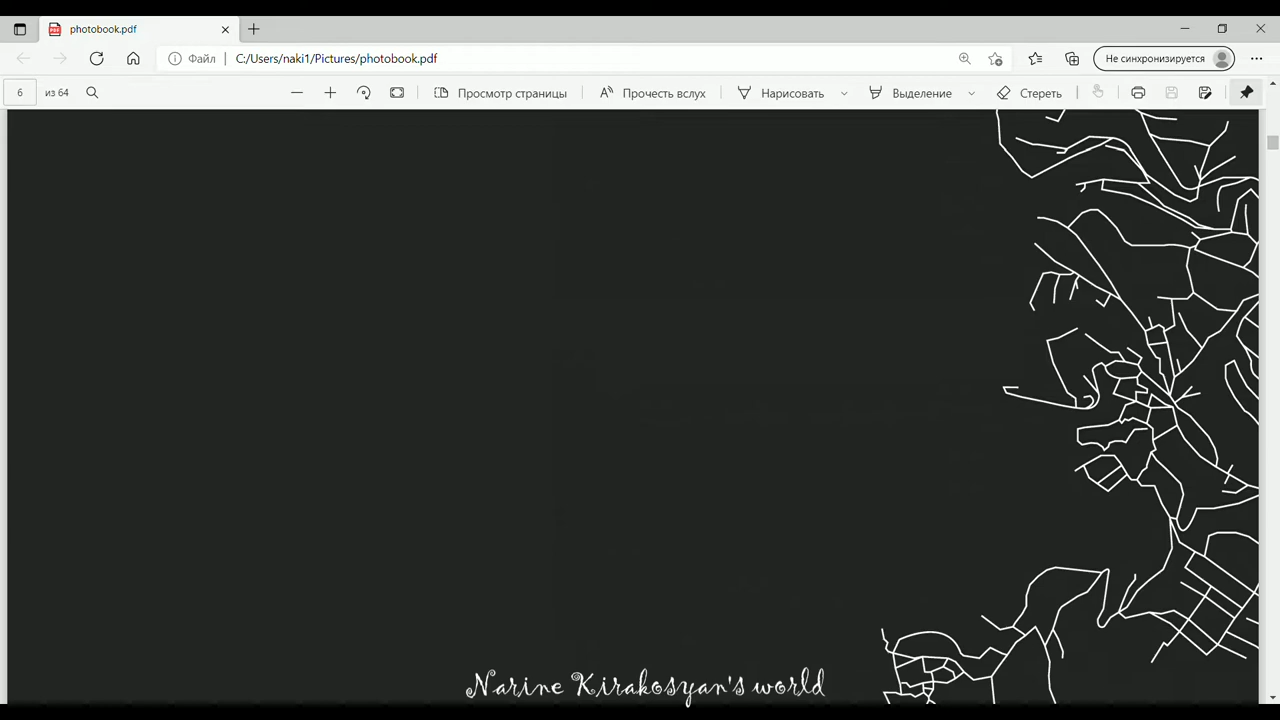 photobook.pdf
Файл C:/Users/naki1/Pictures/photobook.pdf Не синхронизируется
6 из 64 Просмотр страницы Прочесть вслух Нарисовать Выделение Стереть
Narine Kirakosyan's world